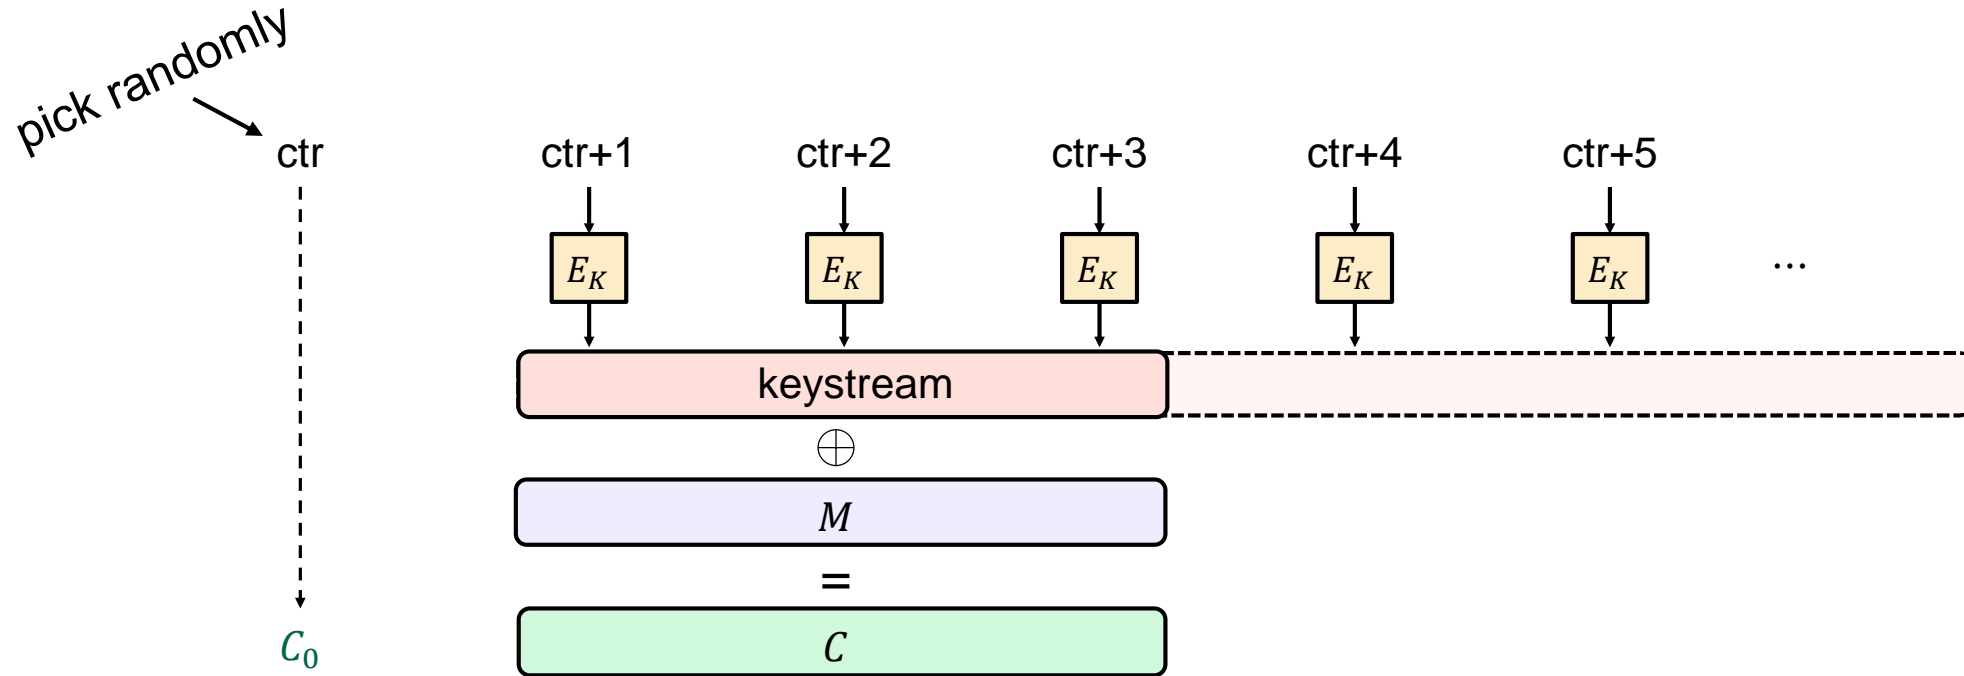 pick randomly
ctr ctr+1 ctr+2 ctr+3 ctr+4 ctr+5
E_K E_K E_K E_K E_K ...
keystream
⊕
M
=
C_0 C